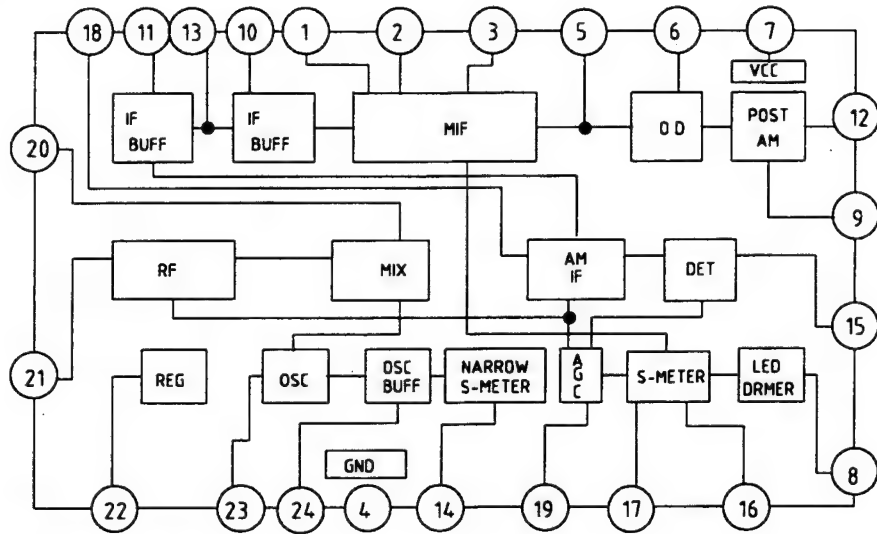 18
11
13
10
1
2
3
5
6
7
VCC
IF
BUFF
IF
BUFF
MIF
O D
POST
AM
12
20
9
RF
MIX
AM
IF
DET
15
21
REG
OSC
OSC
BUFF
NARROW
S-METER
A
G
C
S-METER
LED
DRMER
GND
8
22
23
24
4
14
19
17
16